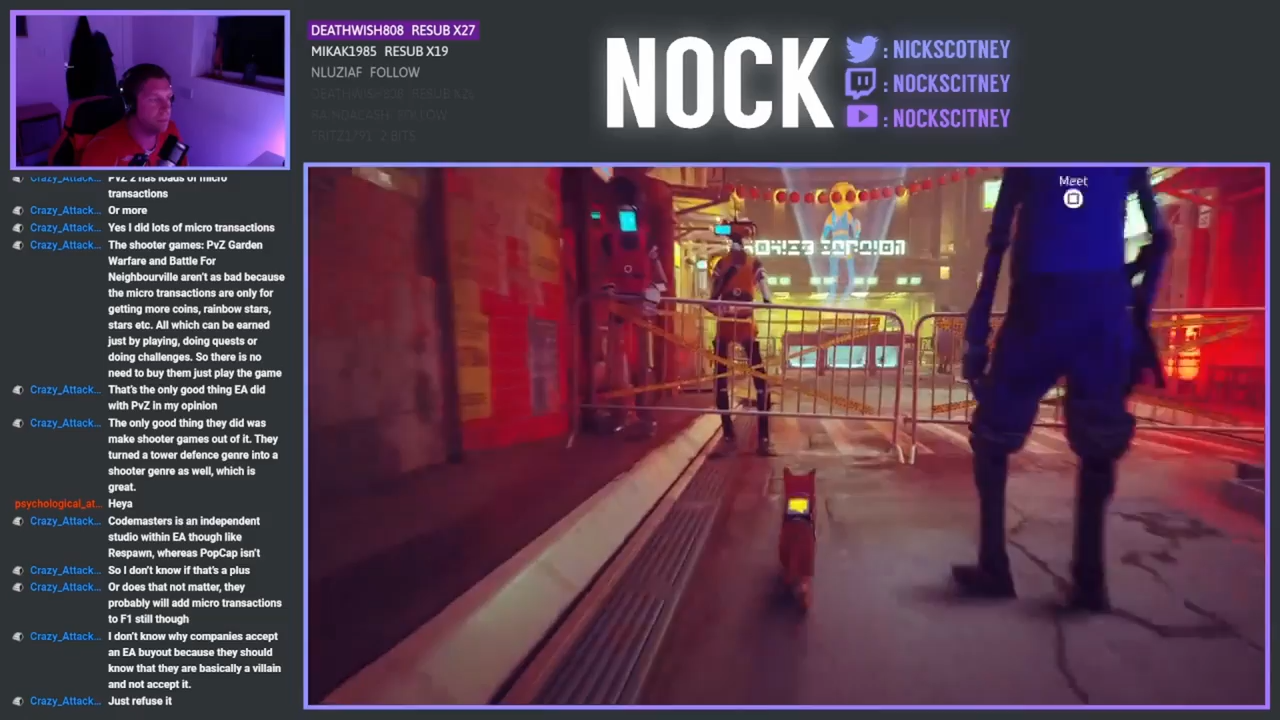 DEATHWISH808 RESUB X27
MIKAK1985 RESUB X19
NLUZIAF FOLLOW
DEATHWISH808 RESUB X26
NOCK
: NICKSCOTNEY
: NOCKSCITNEY
: NOCKSCITNEY
Meet
Crazy_Attack... PvZ 2 has loads of micro
transactions
Crazy_Attack... Or more
Crazy_Attack... Yes I did lots of micro transactions
Crazy_Attack... The shooter games: PvZ Garden
Warfare and Battle For
Neighbourville aren't as bad because
the micro transactions are only for
getting more coins, rainbow stars,
stars etc. All which can be earned
just by playing, doing quests or
doing challenges. So there is no
need to buy them just play the game
Crazy_Attack... That's the only good thing EA did
with PvZ in my opinion
Crazy_Attack... The only good thing they did was
make shooter games out of it. They
turned a tower defence genre into a
shooter genre as well, which is
great.
psychological_at... Heya
Crazy_Attack... Codemasters is an independent
studio within EA though like
Respawn, whereas PopCap isn't
Crazy_Attack... So I don't know if that's a plus
Crazy_Attack... Or does that not matter, they
probably will add micro transactions
to F1 still though
Crazy_Attack... I don't know why companies accept
an EA buyout because they should
know that they are basically a villain
and not accept it.
Crazy_Attack... Just refuse it